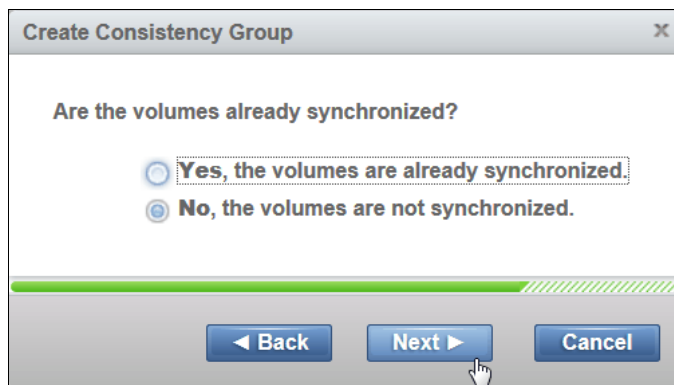 Create Consistency Group
Are the volumes already synchronized?
Yes, the volumes are already synchronized.
No, the volumes are not synchronized.
◄ Back Next ► Cancel